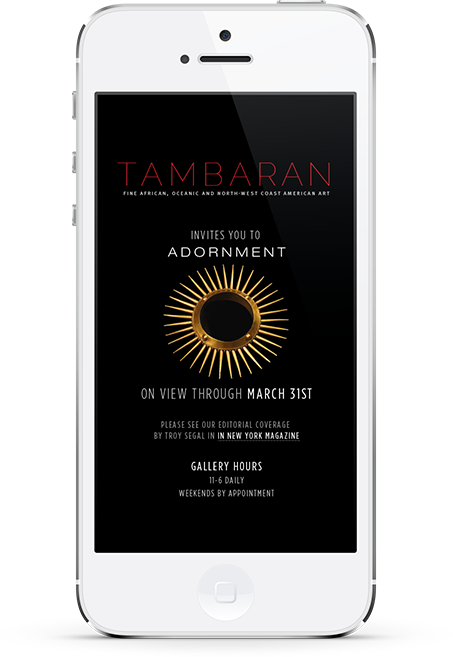 TAMBARAN
FINE AFRICAN, OCEANIC AND NORTH-WEST COAST AMERICAN ART
INVITES YOU TO
ADORNMENT
ON VIEW THROUGH MARCH 31ST
PLEASE SEE OUR EDITORIAL COVERAGE
BY TROY SEGAL IN IN NEW YORK MAGAZINE
GALLERY HOURS
11-6 DAILY
WEEKENDS BY APPOINTMENT